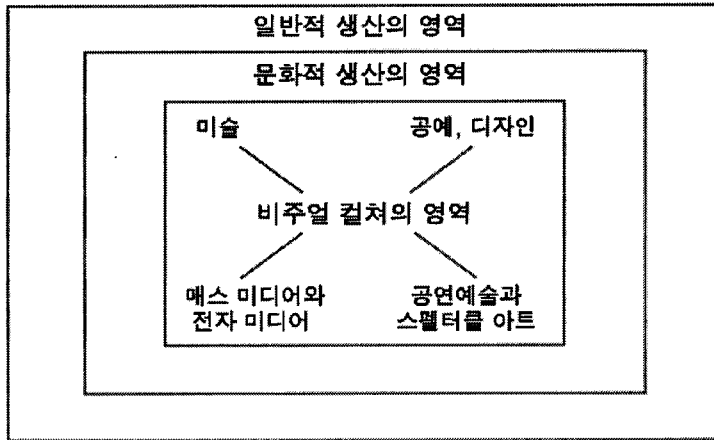 일반적 생산의 영역
문화적 생산의 영역
미술 공예, 디자인
비주얼 컬쳐의 영역
매스 미디어와 공연예술과
전자 미디어 스펙터클 아트